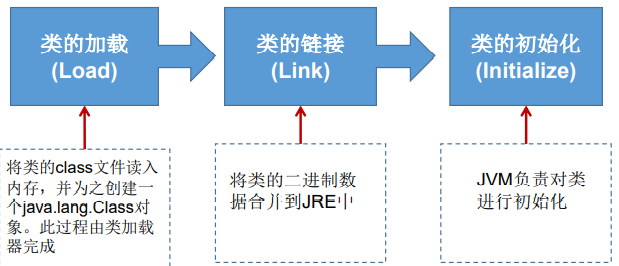 类的加载
(Load)
类的链接
(Link)
类的初始化
(Initialize)
将类的class文件读入
内存，并为之创建一
个java.lang.Class对
象。此过程由类加载
器完成
将类的二进制数
据合并到JRE中
JVM负责对类
进行初始化